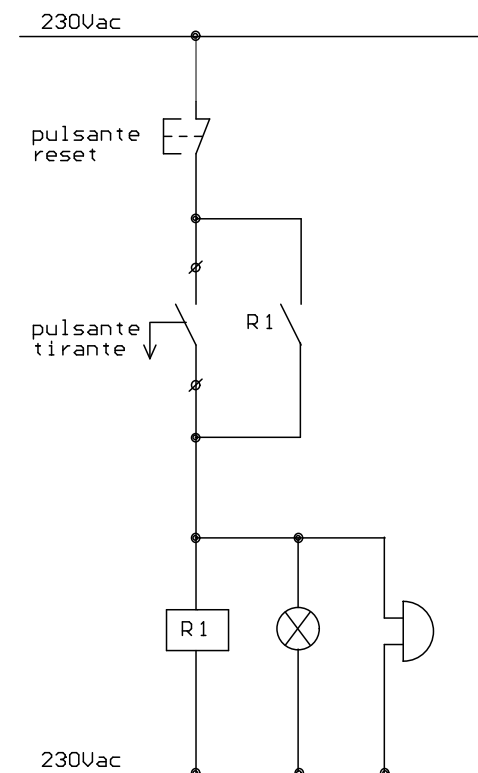 230Vac
pulsante
reset
pulsante
tirante
R1
R1
230Vac